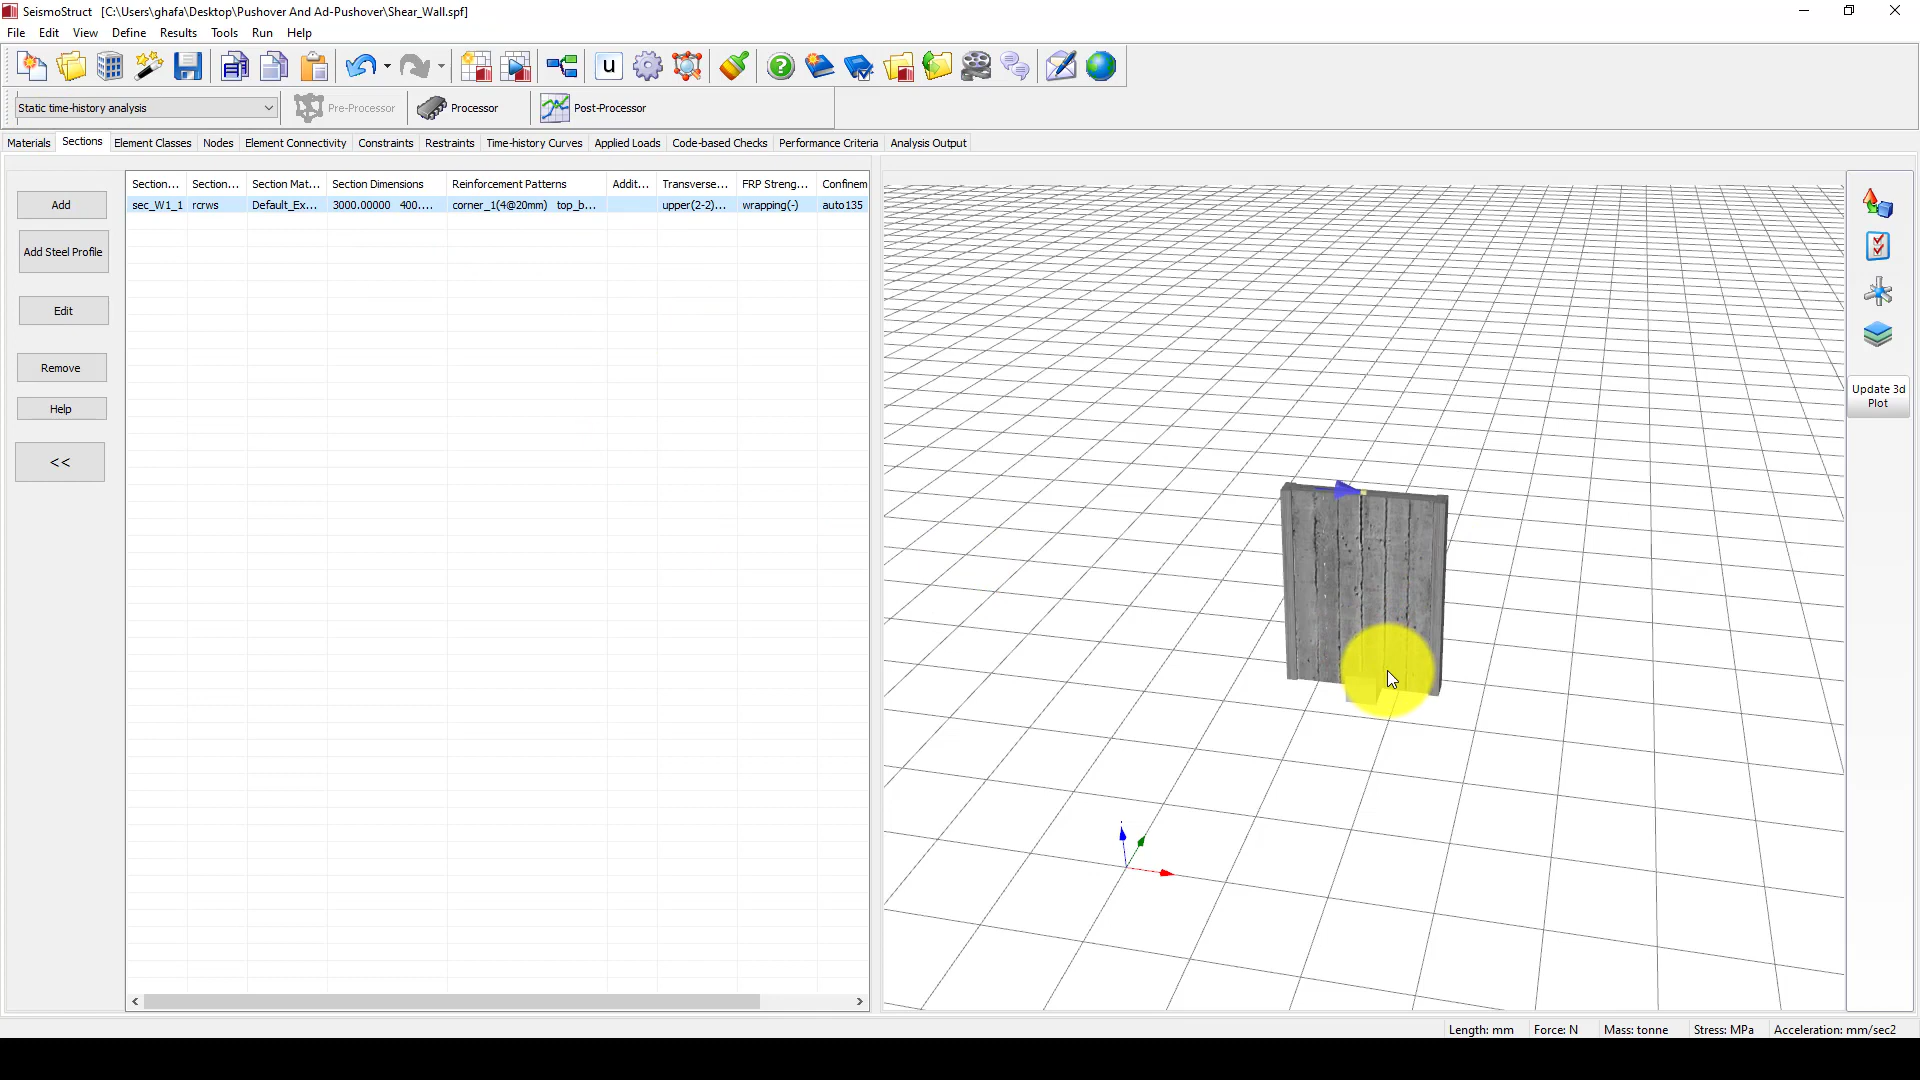 SeismoStruct [C:\Users\ghafa\Desktop\Pushover And Ad-Pushover\Shear_Wall.spf]
File Edit View Define Results Tools Run Help
u ?
Static time-history analysis Pre-Processor Processor Post-Processor
Materials Sections Element Classes Nodes Element Connectivity Constraints Restraints Time-history Curves Applied Loads Code-based Checks Performance Criteria Analysis Output
Section... Section... Section Mat... Section Dimensions Reinforcement Patterns Addit... Transverse... FRP Streng... Confinem
sec_W1_1 rcrws Default_Ex... 3000.00000 400.... corner_1(4@20mm) top_b... upper(2-2)... wrapping(-) auto135
Add
Add Steel Profile
Edit
Remove
Help
<<
Update 3d
Plot
Length: mm Force: N Mass: tonne Stress: MPa Acceleration: mm/sec2